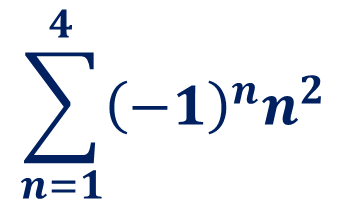 4
∑ (−1)ⁿn²
n=1